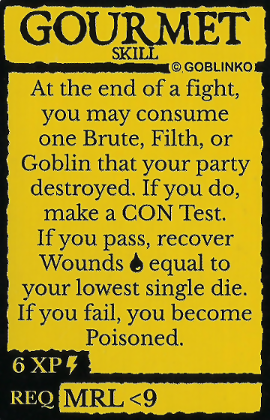 GOURMET
SKILL
© GOBLINKO
At the end of a fight,
you may consume
one Brute, Filth, or
Goblin that your party
destroyed. If you do,
make a CON Test.
If you pass, recover
Wounds equal to
your lowest single die.
If you fail, you become
Poisoned.
6 XP
REQ MRL <9